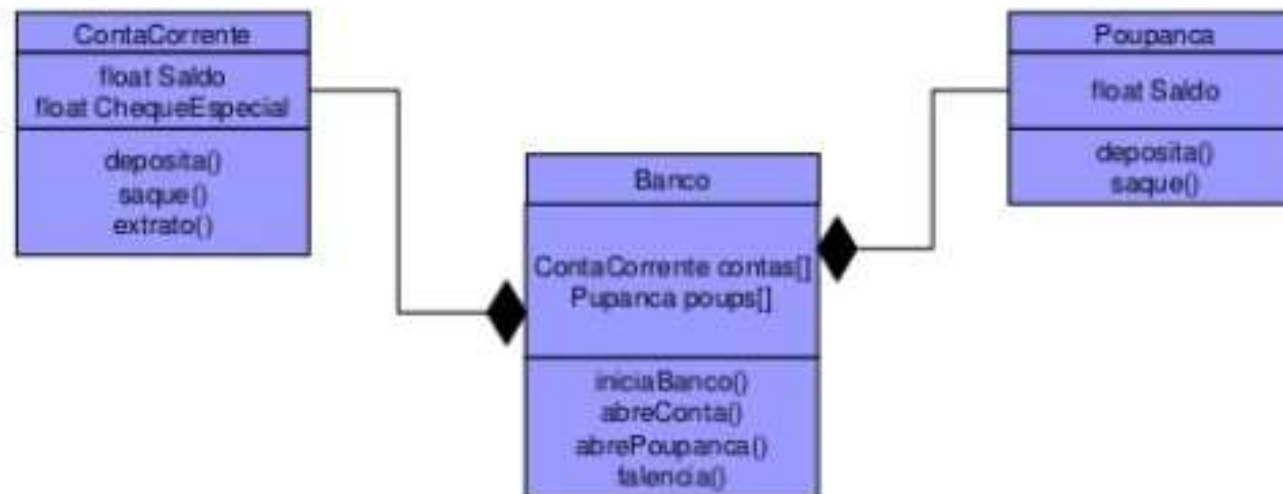 ContaCorrente
float Saldo
float ChequeEspecial
deposita()
saque()
extrato()
Poupanca
float Saldo
deposita()
saque()
Banco
ContaCorrente contas[]
Pupanca poups[]
iniciaBanco()
abreConta()
abrePoupanca()
falencia()